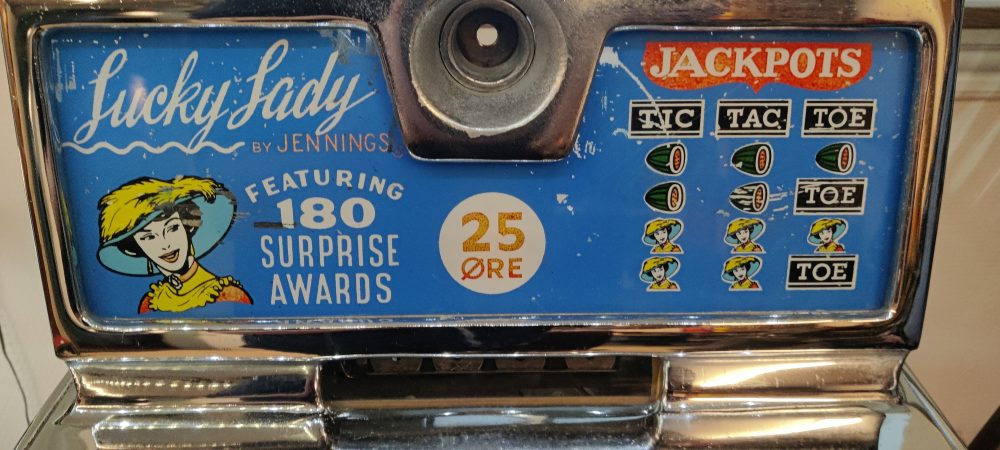 Lucky Lady
BY JENNINGS
FEATURING
180
SURPRISE
AWARDS
25
ØRE
JACKPOTS
TIC TAC TOE
TOE
TOE